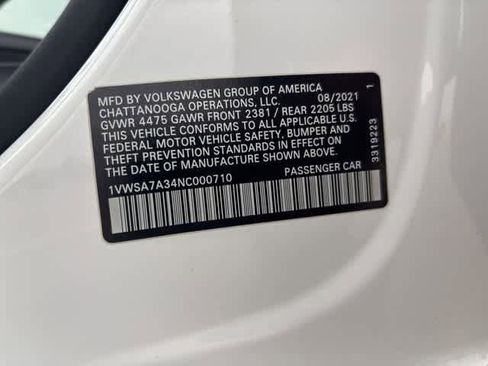 MFD BY VOLKSWAGEN GROUP OF AMERICA
CHATTANOOGA OPERATIONS, LLC. 08/2021
GVWR 4475 GAWR FRONT 2381 / REAR 2205 LBS
THIS VEHICLE CONFORMS TO ALL APPLICABLE U.S.
FEDERAL MOTOR VEHICLE SAFETY, BUMPER AND
THEFT PREVENTION STANDARDS IN EFFECT ON THE
DATE OF MANUFACTURE SHOWN ABOVE.
1VWSA7A34NC000710 PASSENGER CAR
3319223 1